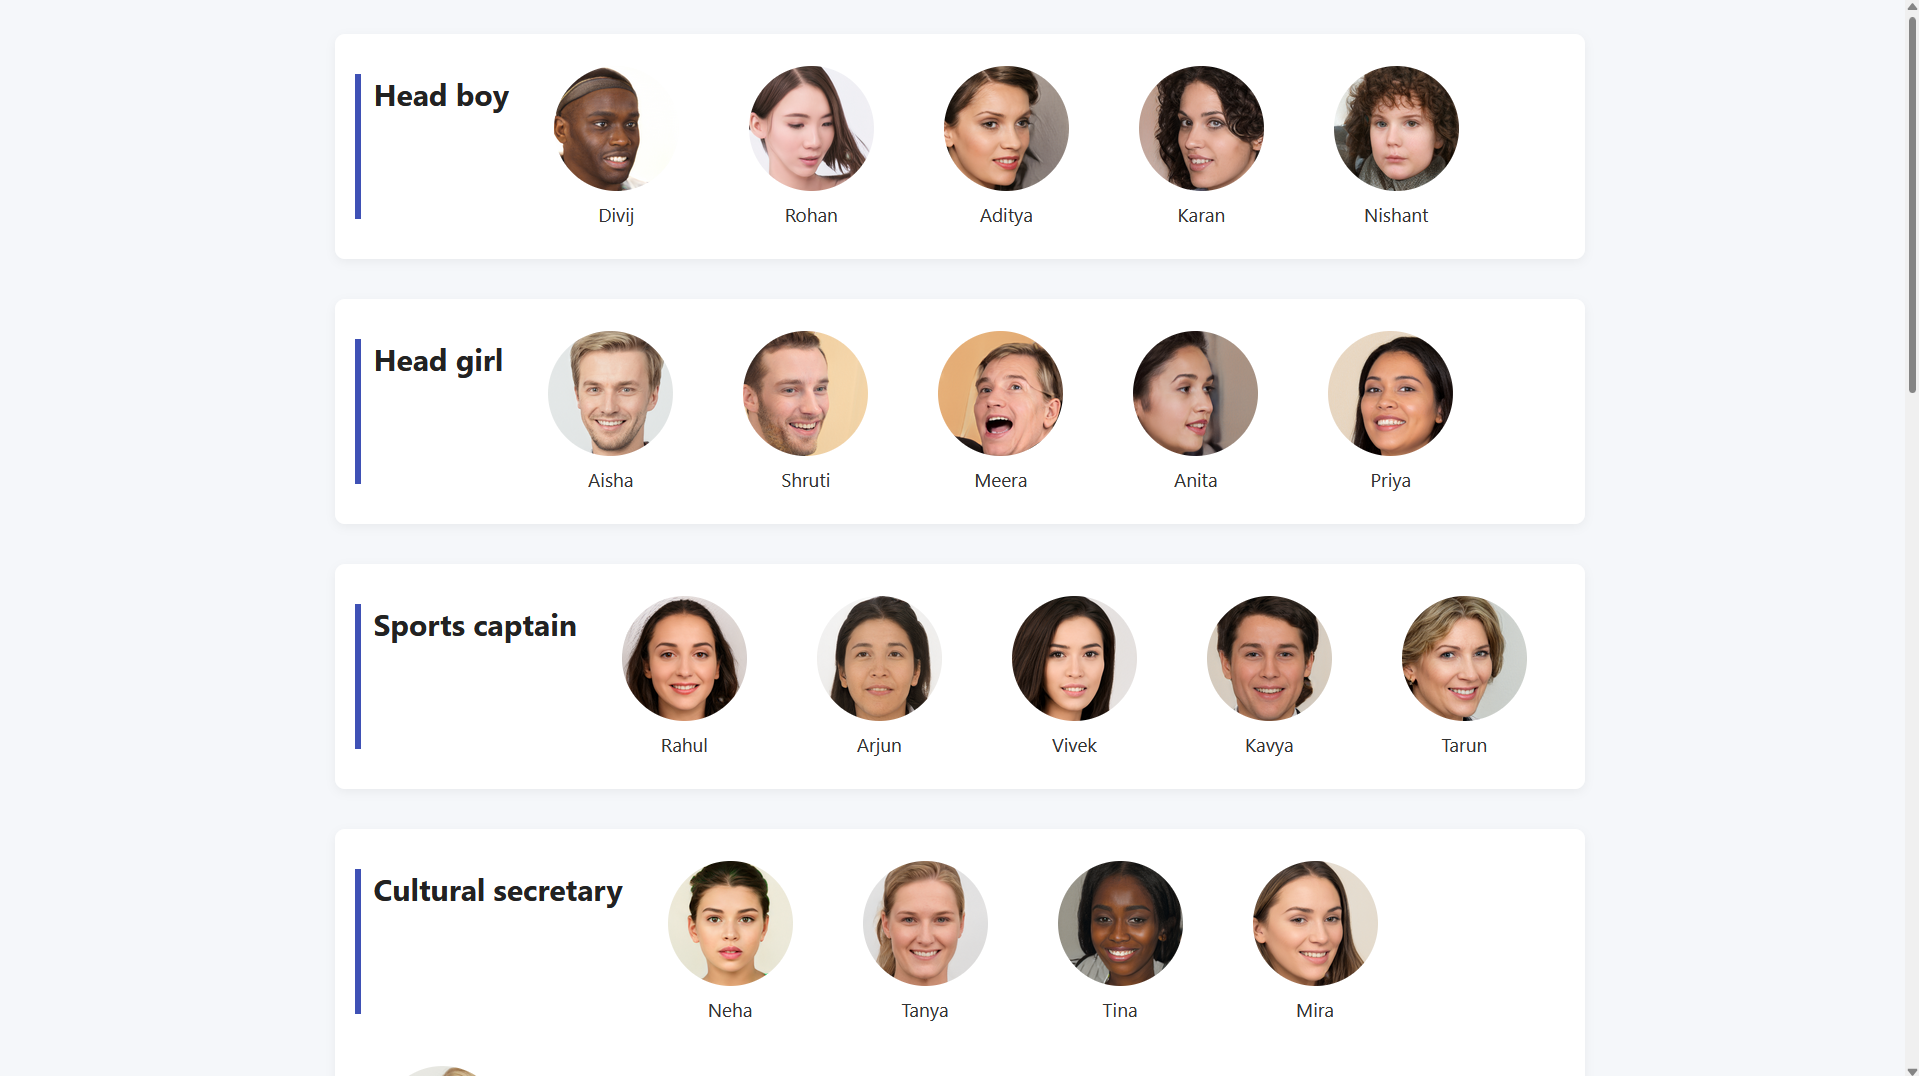 Head boy
Divij
Rohan
Aditya
Karan
Nishant
Head girl
Aisha
Shruti
Meera
Anita
Priya
Sports captain
Rahul
Arjun
Vivek
Kavya
Tarun
Cultural secretary
Neha
Tanya
Tina
Mira